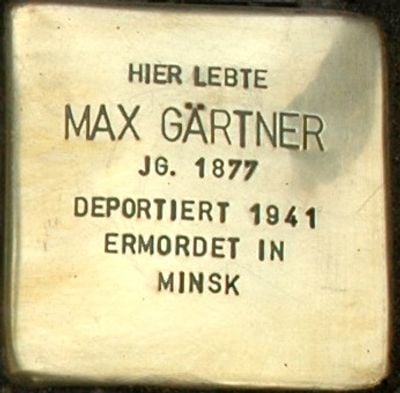 HIER LEBTE
MAX GÄRTNER
JG. 1877
DEPORTIERT 1941
ERMORDET IN
MINSK